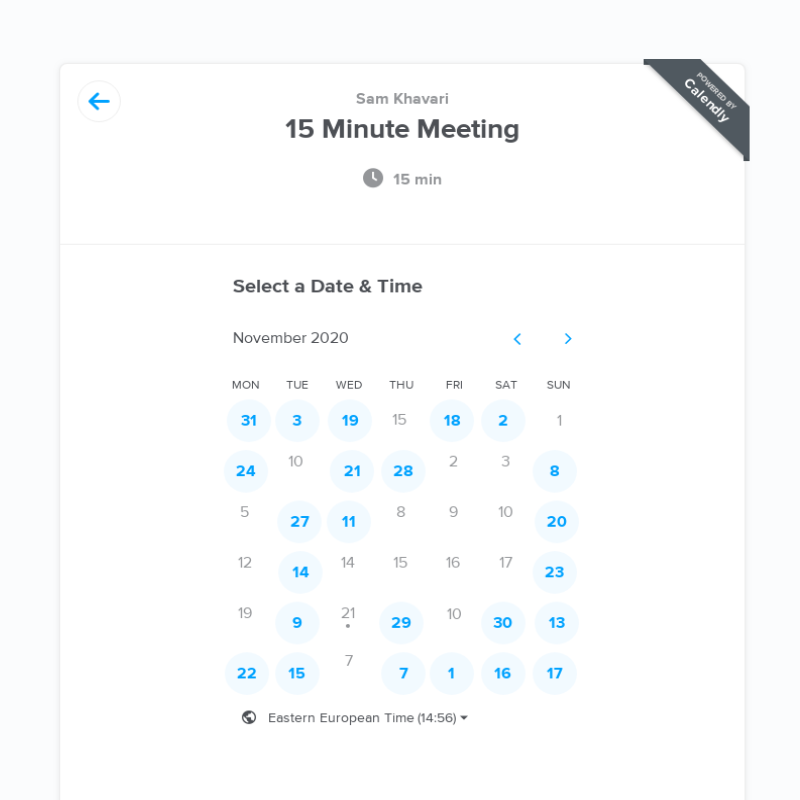 POWERED BY
Calendly
Sam Khavari
15 Minute Meeting
15 min
Select a Date & Time
November 2020
MON TUE WED THU FRI SAT SUN
31 3 19 15 18 2 1
24 10 21 28 2 3 8
5 27 11 8 9 10 20
12 14 14 15 16 17 23
19 9 21 29 10 30 13
22 15 7 7 1 16 17
Eastern European Time (14:56)